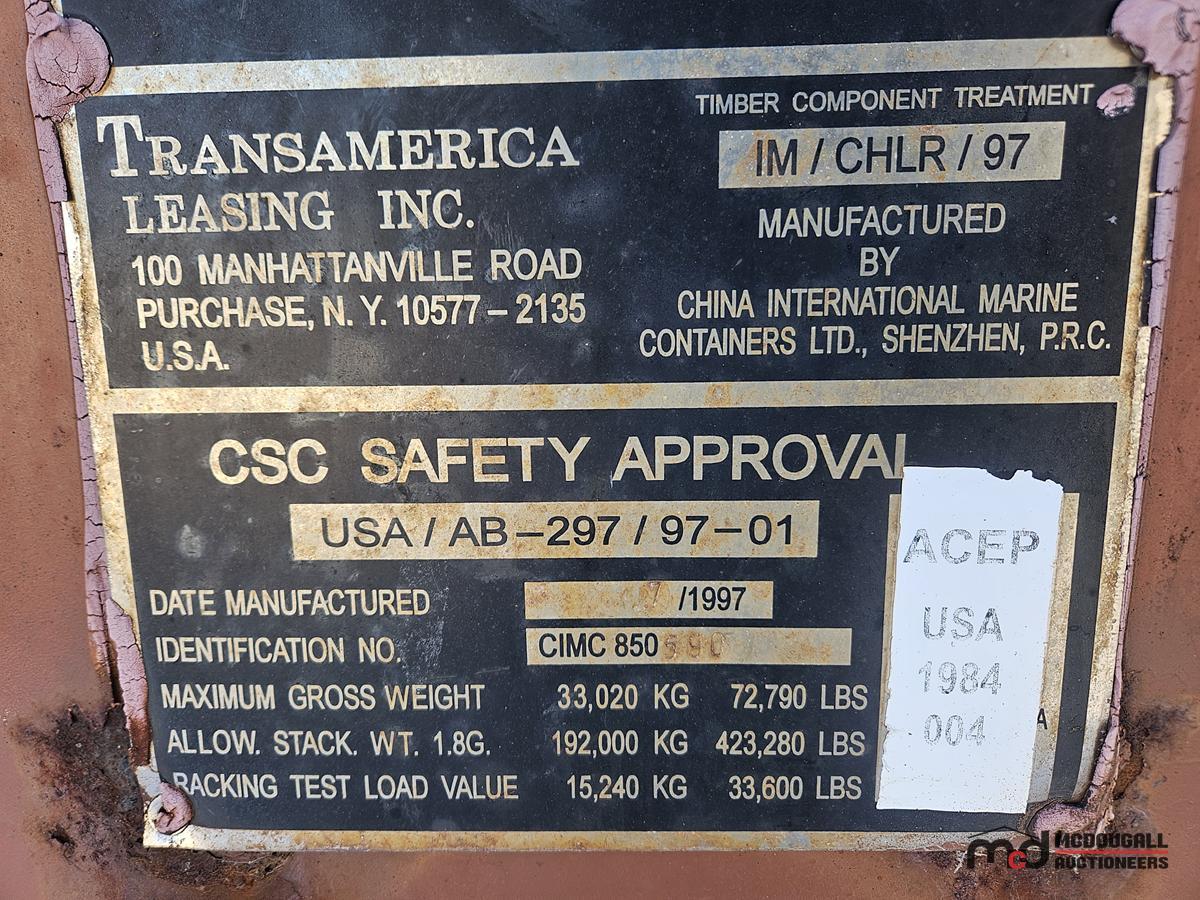 TRANSAMERICA
LEASING INC.
100 MANHATTANVILLE ROAD
PURCHASE, N. Y. 10577 – 2135
U.S.A.
TIMBER COMPONENT TREATMENT
IM / CHLR / 97
MANUFACTURED
BY
CHINA INTERNATIONAL MARINE
CONTAINERS LTD., SHENZHEN, P.R.C.
CSC SAFETY APPROVAL
USA / AB – 297 / 97 – 01
DATE MANUFACTURED /1997
IDENTIFICATION NO. CIMC 850590
MAXIMUM GROSS WEIGHT 33,020 KG 72,790 LBS
ALLOW. STACK. WT. 1.8G. 192,000 KG 423,280 LBS
RACKING TEST LOAD VALUE 15,240 KG 33,600 LBS
ACEP
USA
1984
004
A
mcd MCDOUGALL
AUCTIONEERS